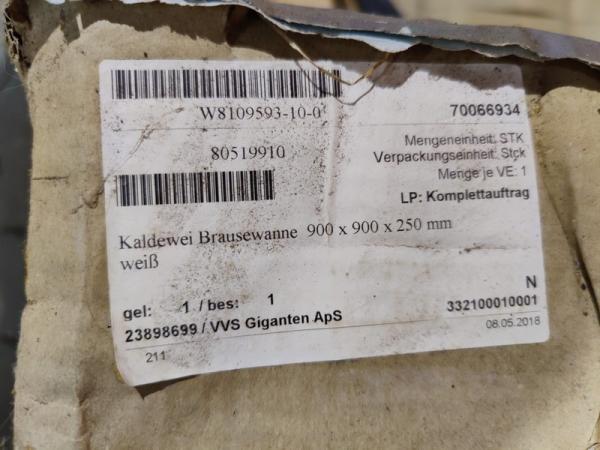 W8109593-10-0
70066934
80519910
Mengeneinheit: STK
Verpackungseinheit: Stck
Menge je VE: 1
LP: Komplettauftrag
Kaldewei Brausewanne 900 x 900 x 250 mm
weiß
gel: 1 / bes: 1
N
23898699 / VVS Giganten ApS
332100010001
211
08.05.2018